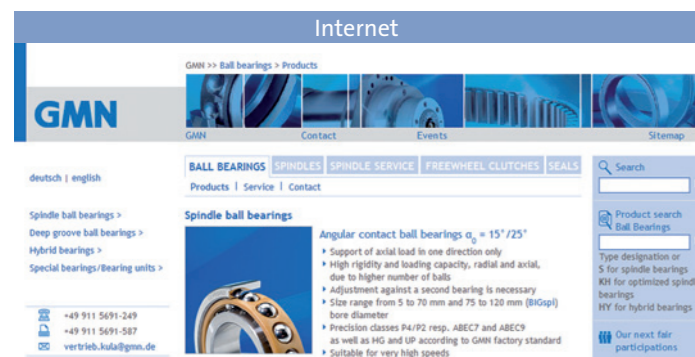 Internet
GMN >> Ball bearings > Products
GMN
GMN Contact Events Sitemap
deutsch | english
BALL BEARINGS SPINDLES SPINDLE SERVICE FREEWHEEL CLUTCHES SEALS
Products | Service | Contact
Spindle ball bearings >
Deep groove ball bearings >
Hybrid bearings >
Special bearings/Bearing units >
+49 911 5691-249
+49 911 5691-587
vertrieb.kula@gmn.de
Spindle ball bearings
Angular contact ball bearings α₀ = 15°/25°
Support of axial load in one direction only
High rigidity and loading capacity, radial and axial,
due to higher number of balls
Adjustment against a second bearing is necessary
Size range from 5 to 70 mm and 75 to 120 mm (BIGspi)
bore diameter
Precision classes P4/P2 resp. ABEC7 and ABEC9
as well as HG and UP according to GMN factory standard
Suitable for very high speeds
Search
Product search
Ball Bearings
Type designation or
S for spindle bearings
KH for optimized spindl
bearings
HY for hybrid bearings
Our next fair
participations